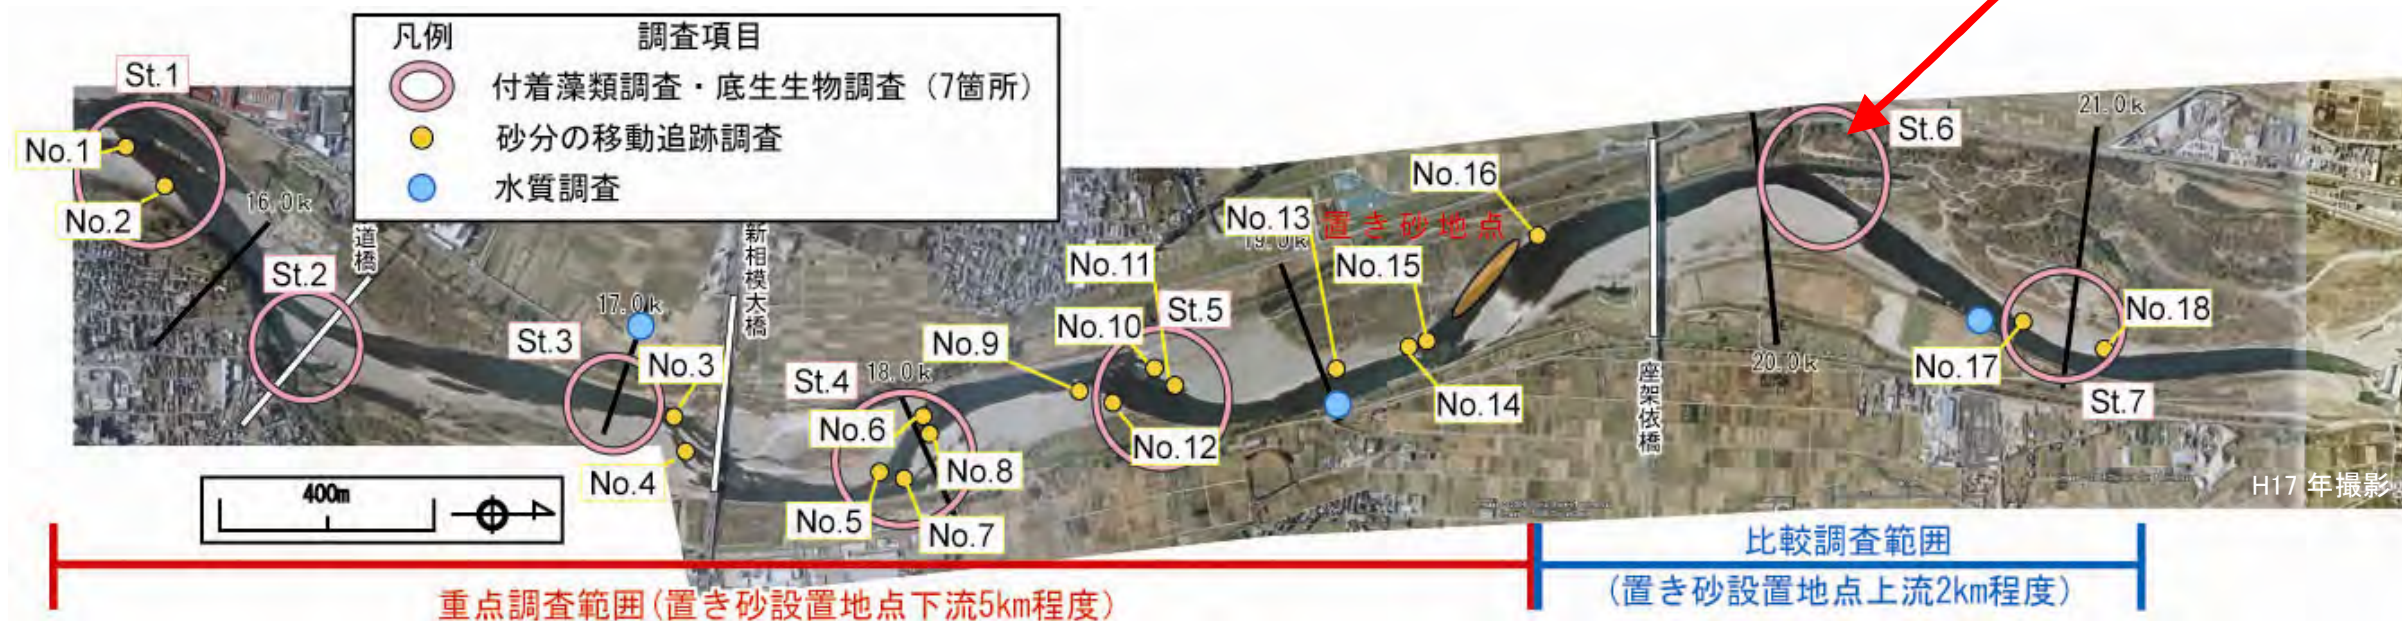 凡例
調査項目
付着藻類調査・底生生物調査（7箇所）
砂分の移動追跡調査
水質調査
St.1
No.1
No.2
16.0k
道橋
St.2
St.3
17.0k
No.3
No.4
新相模大橋
St.4
18.0k
No.6
No.5
No.7
No.8
No.9
No.10
No.11
No.12
St.5
No.13
置き砂地点
19.0k
No.14
No.15
No.16
座架依橋
20.0k
St.6
21.0k
No.17
No.18
St.7
H17 年撮影
400m
重点調査範囲(置き砂設置地点下流5km程度)
比較調査範囲
(置き砂設置地点上流2km程度)